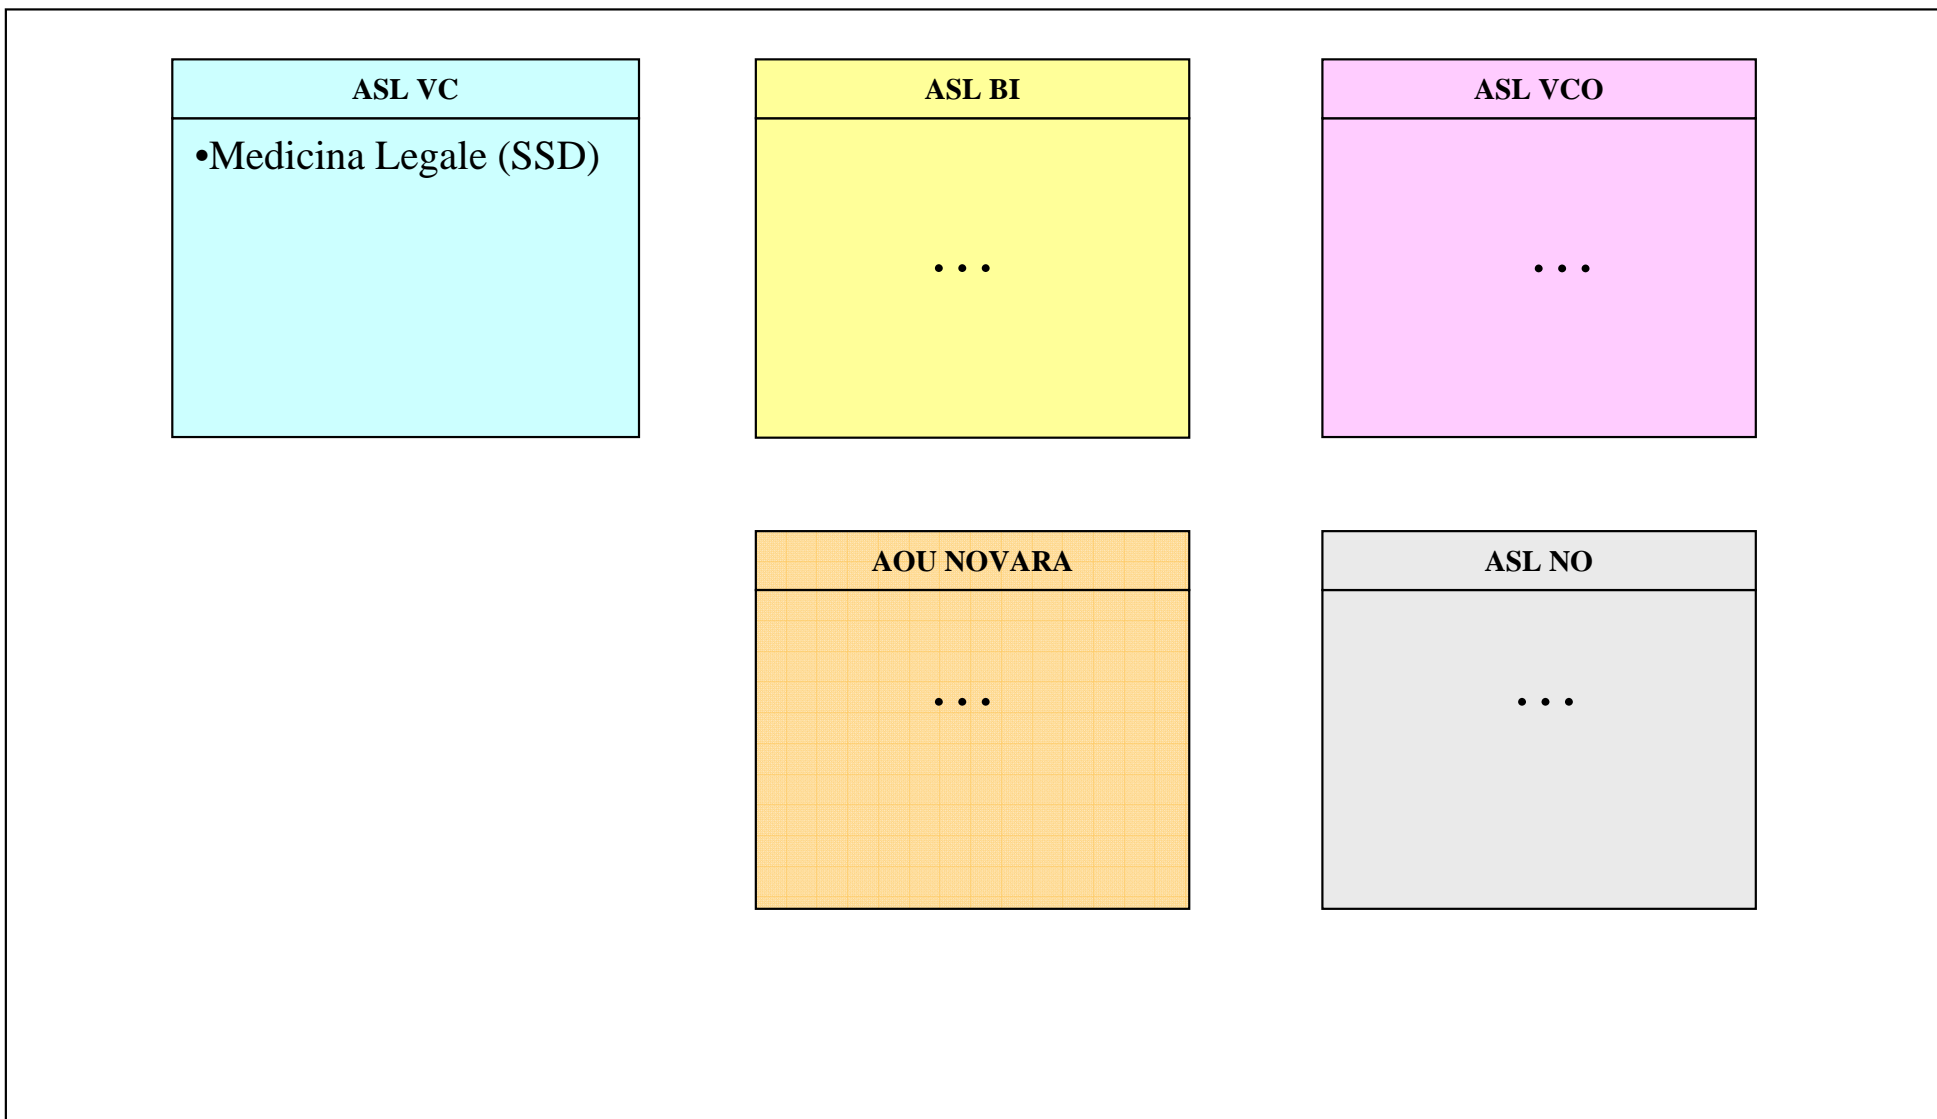 ASL VC
•Medicina Legale (SSD)
ASL BI
...
ASL VCO
...
AOU NOVARA
...
ASL NO
...